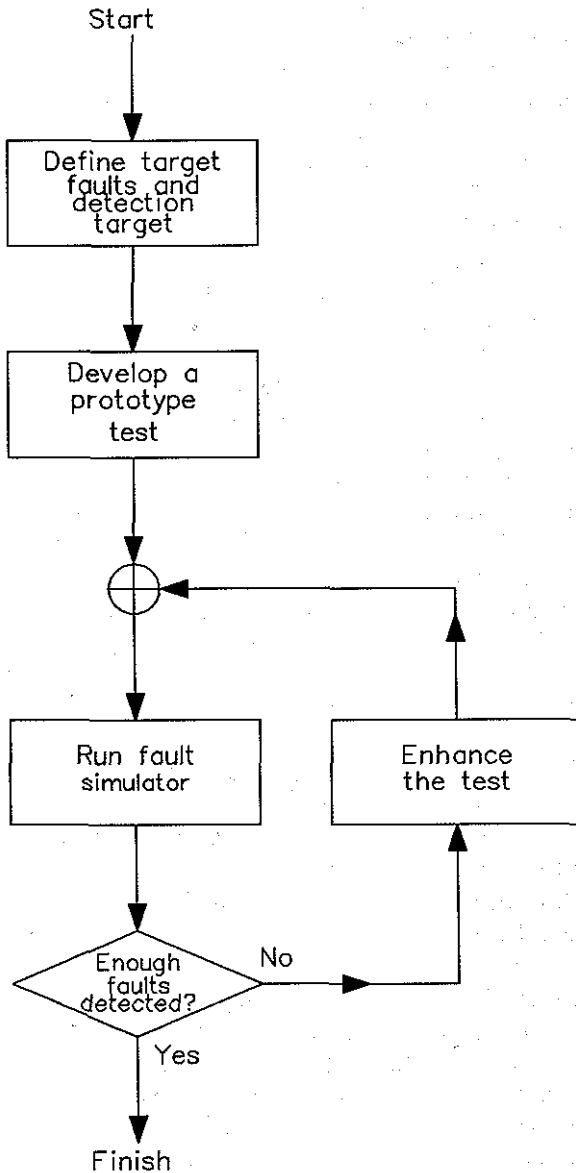 Start
Define target
faults and
detection
target
Develop a
prototype
test
Run fault
simulator
Enhance
the test
Enough
faults
detected?
No
Yes
Finish